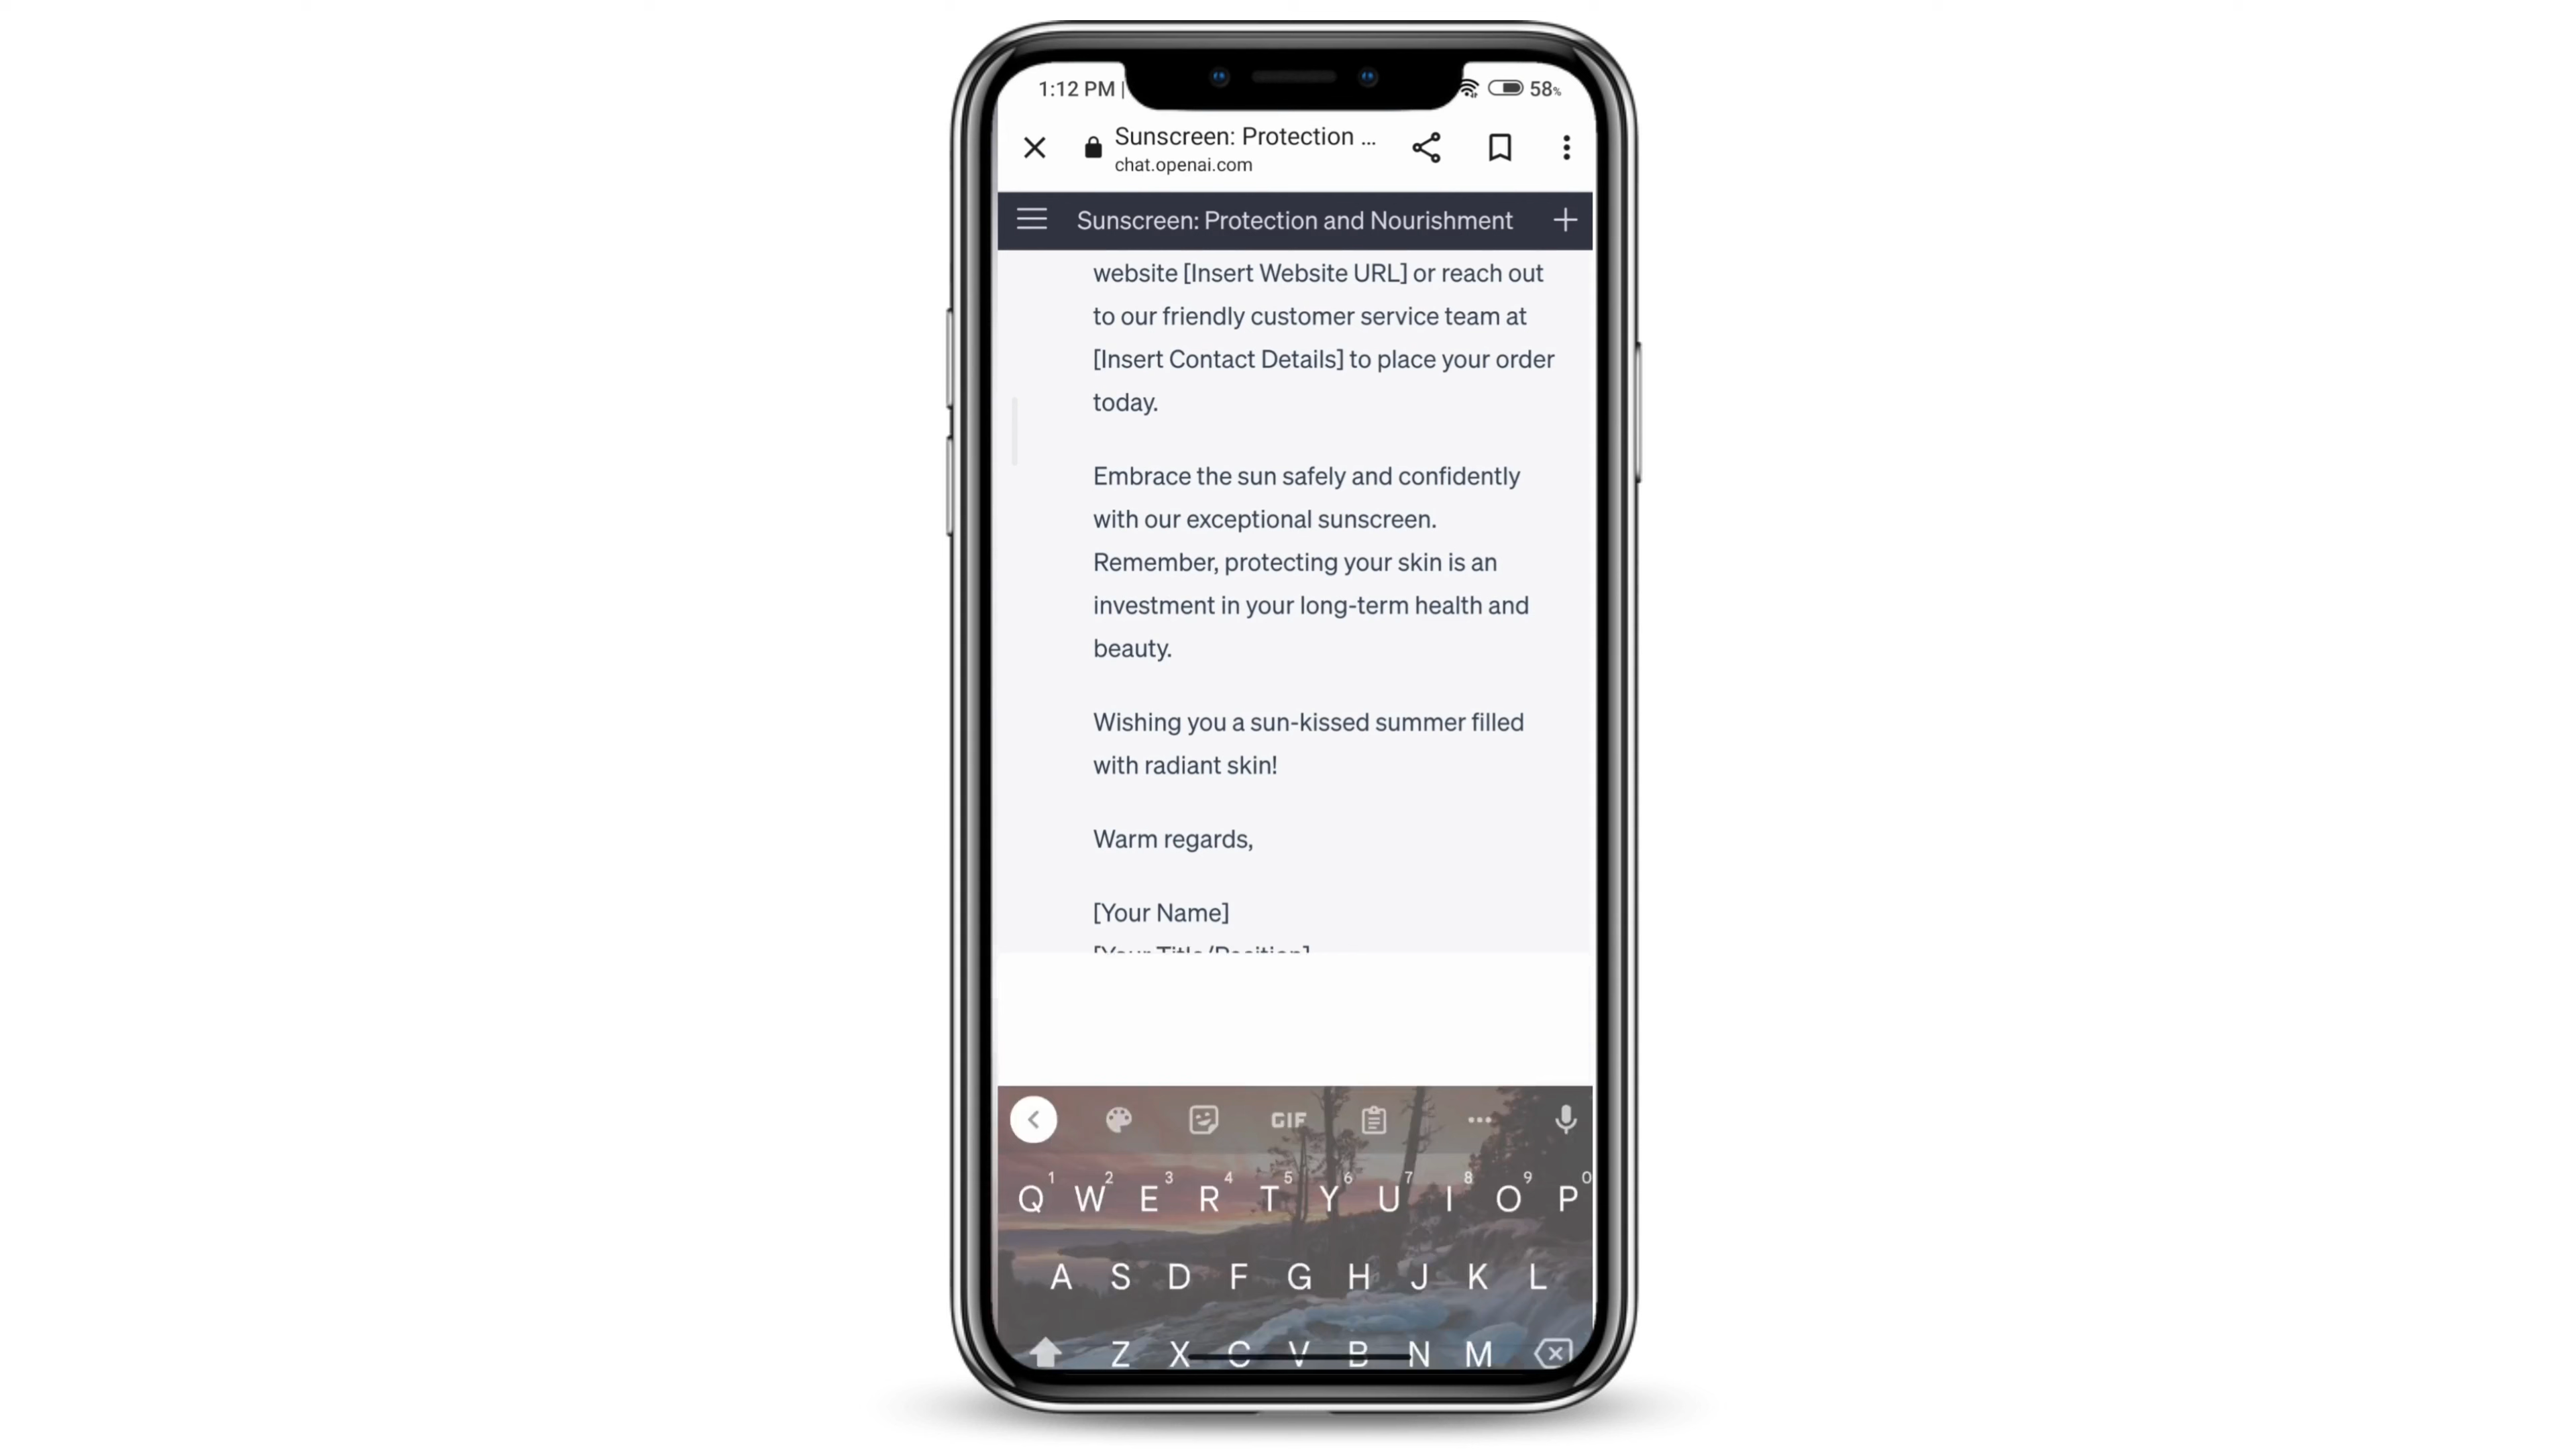 1:12 PM |
58%
Sunscreen: Protection ...
chat.openai.com
Sunscreen: Protection and Nourishment
website [Insert Website URL] or reach out
to our friendly customer service team at
[Insert Contact Details] to place your order
today.
Embrace the sun safely and confidently
with our exceptional sunscreen.
Remember, protecting your skin is an
investment in your long-term health and
beauty.
Wishing you a sun-kissed summer filled
with radiant skin!
Warm regards,
[Your Name]
[Your Title/Position]
GIF
1 2 3 4 5 6 7 8 9 0
Q W E R T Y U I O P
A S D F G H J K L
Z X C V B N M